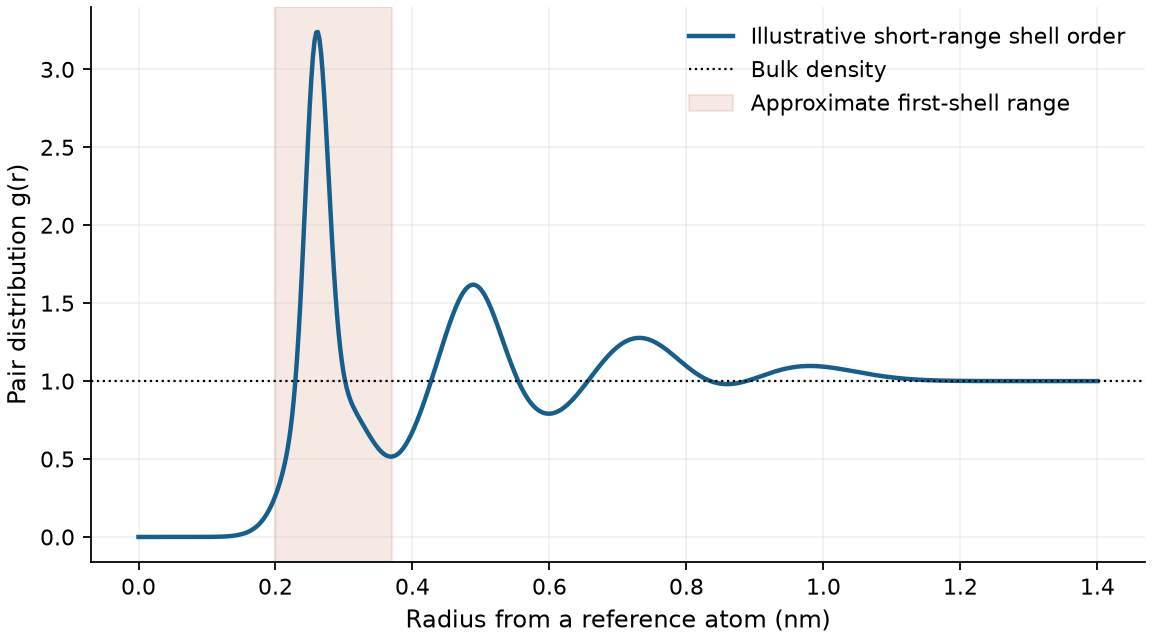 Illustrative short-range shell order
Bulk density
Approximate first-shell range
Pair distribution g(r)
3.0
2.5
2.0
1.5
1.0
0.5
0.0
0.0 0.2 0.4 0.6 0.8 1.0 1.2 1.4
Radius from a reference atom (nm)